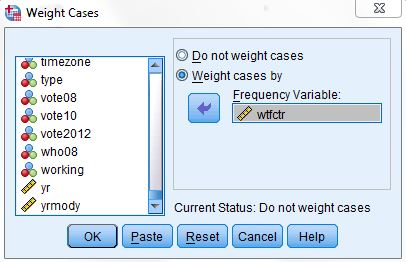 Weight Cases
timezone
type
vote08
vote10
vote2012
who08
working
yr
yrmody
Do not weight cases
Weight cases by
Frequency Variable:
wtfctr
Current Status: Do not weight cases
OK Paste Reset Cancel Help